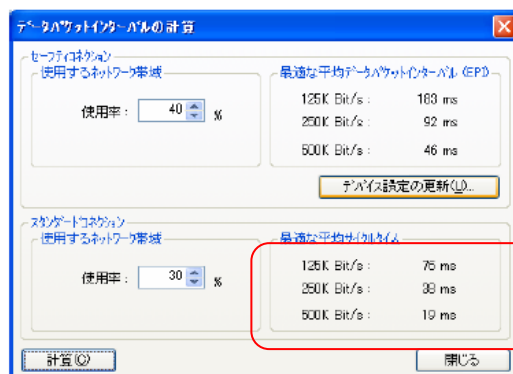 データパケットインターバルの計算
セーフティコネクション
使用するネットワーク帯域
使用率： 40 %
最適な平均データパケットインターバル (EPI)
125K Bit/s： 183 ms
250K Bit/s： 92 ms
500K Bit/s： 46 ms
デバイス設定の更新(U)...
スタンダードコネクション
使用するネットワーク帯域
使用率： 30 %
最適な平均サイクルタイム
125K Bit/s： 75 ms
250K Bit/s： 38 ms
500K Bit/s： 19 ms
計算(C)
閉じる